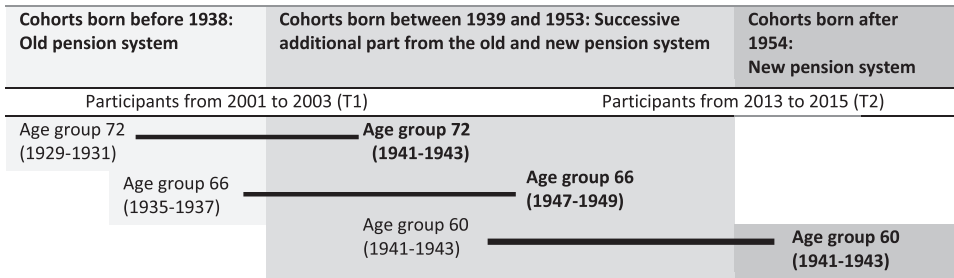 Cohorts born before 1938:
Old pension system
Cohorts born between 1939 and 1953: Successive
additional part from the old and new pension system
Cohorts born after
1954:
New pension system
Participants from 2001 to 2003 (T1)
Participants from 2013 to 2015 (T2)
Age group 72
(1929-1931)
Age group 72
(1941-1943)
Age group 66
(1935-1937)
Age group 66
(1947-1949)
Age group 60
(1941-1943)
Age group 60
(1941-1943)